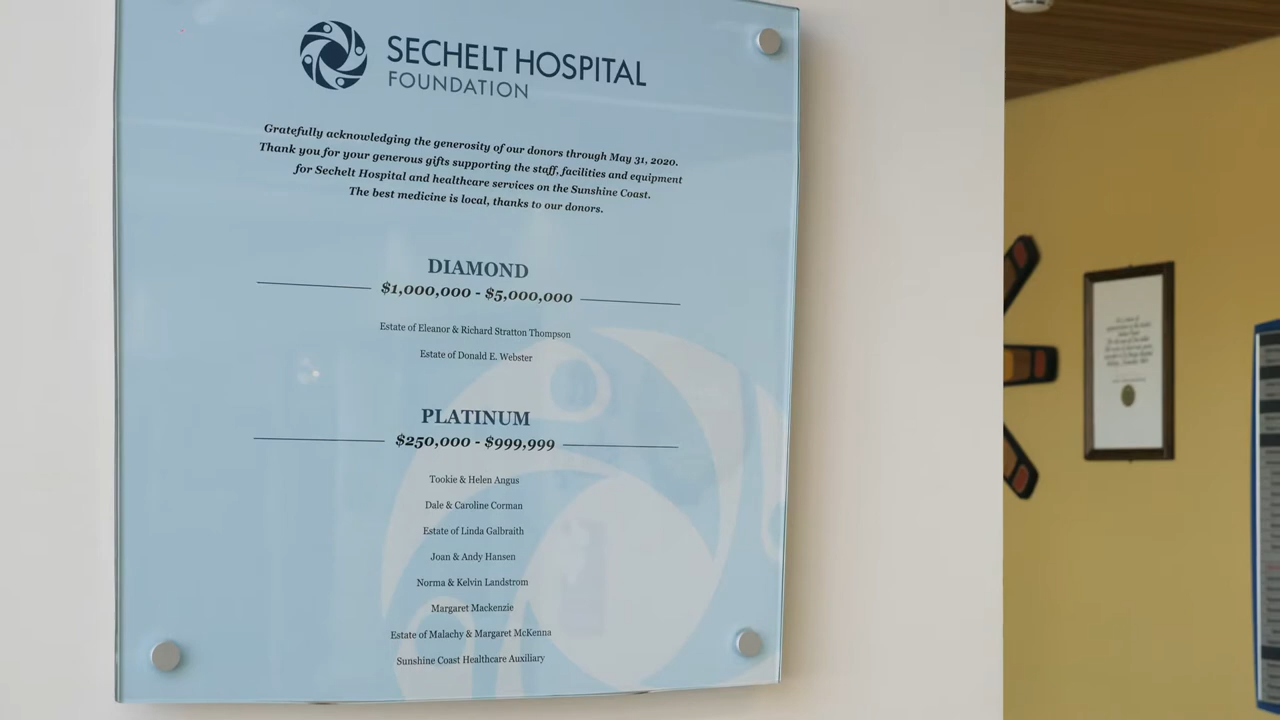 SECHELT HOSPITAL
FOUNDATION
Gratefully acknowledging the generosity of our donors through May 31, 2020.
Thank you for your generous gifts supporting the staff, facilities and equipment
for Sechelt Hospital and healthcare services on the Sunshine Coast.
The best medicine is local, thanks to our donors.
DIAMOND
$1,000,000 - $5,000,000
Estate of Eleanor & Richard Stratton Thompson
Estate of Donald E. Webster
PLATINUM
$250,000 - $999,999
Tookie & Helen Angus
Dale & Caroline Corman
Estate of Linda Galbraith
Joan & Andy Hansen
Norma & Kelvin Landstrom
Margaret Mackenzie
Estate of Malachy & Margaret McKenna
Sunshine Coast Healthcare Auxiliary